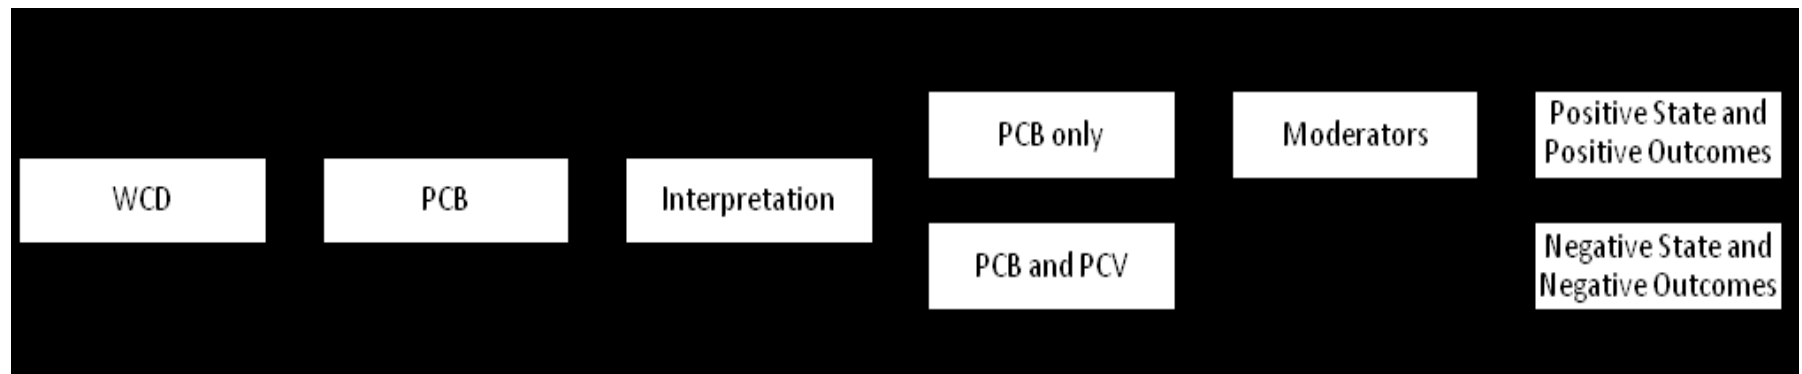 WCD
PCB
Interpretation
PCB only
PCB and PCV
Moderators
Positive State and
Positive Outcomes
Negative State and
Negative Outcomes